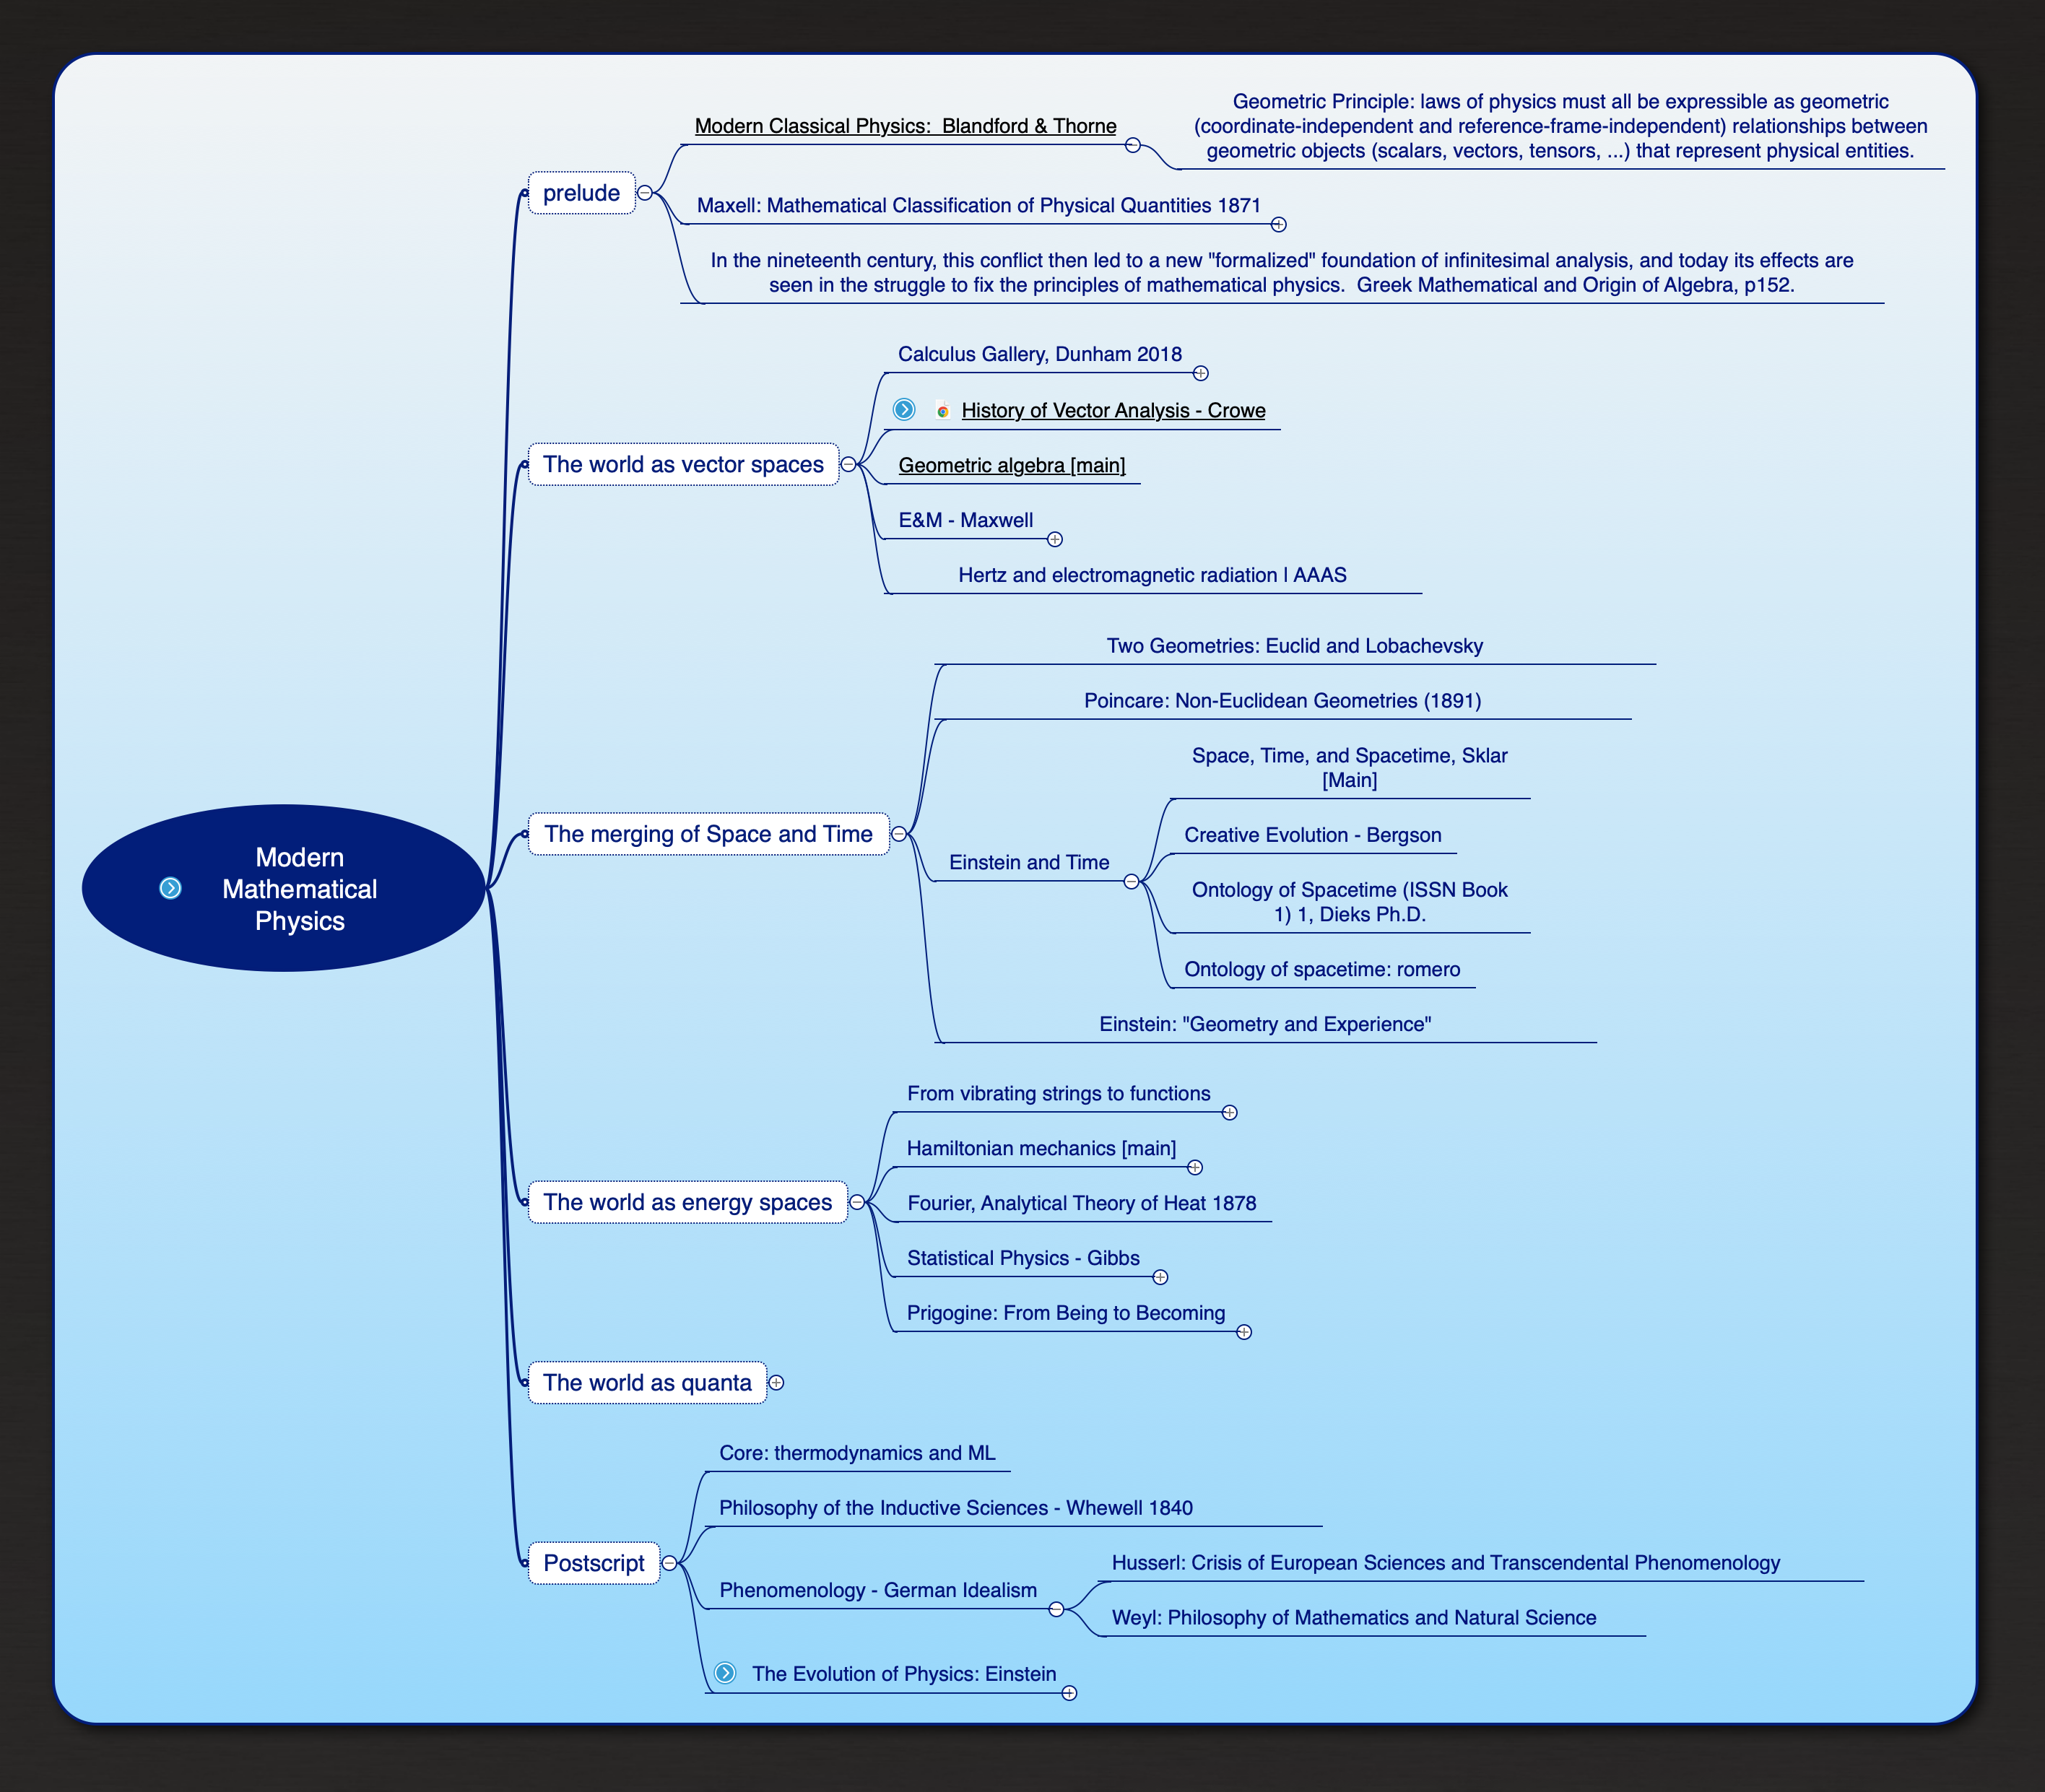 Modern
Mathematical
Physics
prelude
Modern Classical Physics:  Blandford & Thorne
Geometric Principle: laws of physics must all be expressible as geometric
(coordinate-independent and reference-frame-independent) relationships between
geometric objects (scalars, vectors, tensors, ...) that represent physical entities.
Maxell: Mathematical Classification of Physical Quantities 1871
In the nineteenth century, this conflict then led to a new "formalized" foundation of infinitesimal analysis, and today its effects are
seen in the struggle to fix the principles of mathematical physics.  Greek Mathematical and Origin of Algebra, p152.
The world as vector spaces
Calculus Gallery, Dunham 2018
History of Vector Analysis - Crowe
Geometric algebra [main]
E&M - Maxwell
Hertz and electromagnetic radiation | AAAS
The merging of Space and Time
Two Geometries: Euclid and Lobachevsky
Poincare: Non-Euclidean Geometries (1891)
Einstein and Time
Space, Time, and Spacetime, Sklar
[Main]
Creative Evolution - Bergson
Ontology of Spacetime (ISSN Book
1) 1, Dieks Ph.D.
Ontology of spacetime: romero
Einstein: "Geometry and Experience"
The world as energy spaces
From vibrating strings to functions
Hamiltonian mechanics [main]
Fourier, Analytical Theory of Heat 1878
Statistical Physics - Gibbs
Prigogine: From Being to Becoming
The world as quanta
Postscript
Core: thermodynamics and ML
Philosophy of the Inductive Sciences - Whewell 1840
Phenomenology - German Idealism
Husserl: Crisis of European Sciences and Transcendental Phenomenology
Weyl: Philosophy of Mathematics and Natural Science
The Evolution of Physics: Einstein